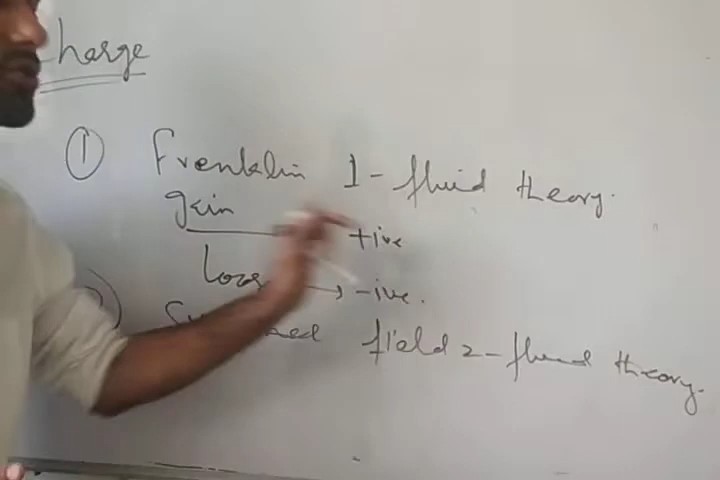 harge
① Frenklin 1-fluid theory.
gain +ive
Loss → -ive.
field 2-fluid theory.